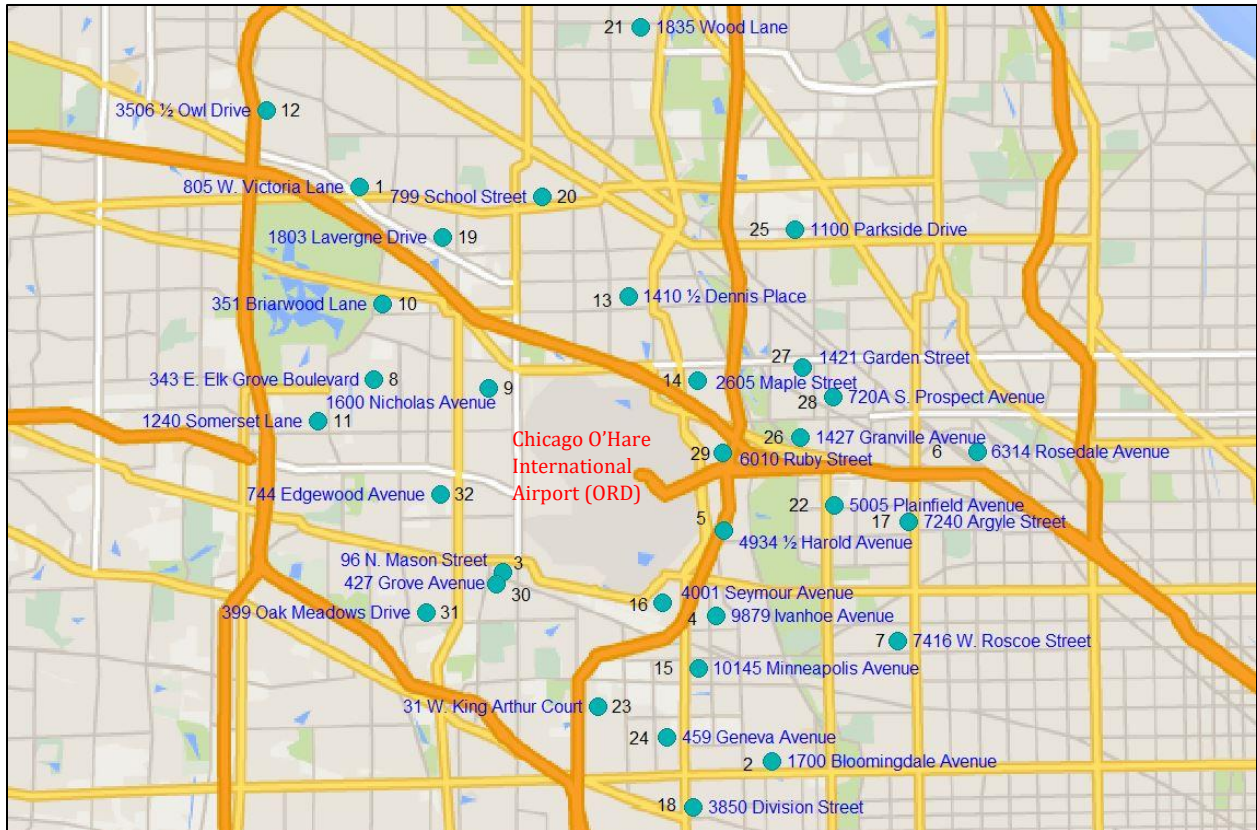 21 1835 Wood Lane
3506 ½ Owl Drive 12
805 W. Victoria Lane 1
799 School Street 20
25 1100 Parkside Drive
1803 Lavergne Drive 19
13 1410 ½ Dennis Place
351 Briarwood Lane 10
27 1421 Garden Street
343 E. Elk Grove Boulevard 8
14 2605 Maple Street
1600 Nicholas Avenue 9
28 720A S. Prospect Avenue
1240 Somerset Lane 11
26 1427 Granville Avenue
Chicago O’Hare
International
Airport (ORD)
29 6010 Ruby Street
6 6314 Rosedale Avenue
744 Edgewood Avenue 32
22 5005 Plainfield Avenue
17 7240 Argyle Street
5 4934 ½ Harold Avenue
96 N. Mason Street 3
427 Grove Avenue 30
16 4001 Seymour Avenue
399 Oak Meadows Drive 31
4 9879 Ivanhoe Avenue
7 7416 W. Roscoe Street
15 10145 Minneapolis Avenue
31 W. King Arthur Court 23
24 459 Geneva Avenue
2 1700 Bloomingdale Avenue
18 3850 Division Street